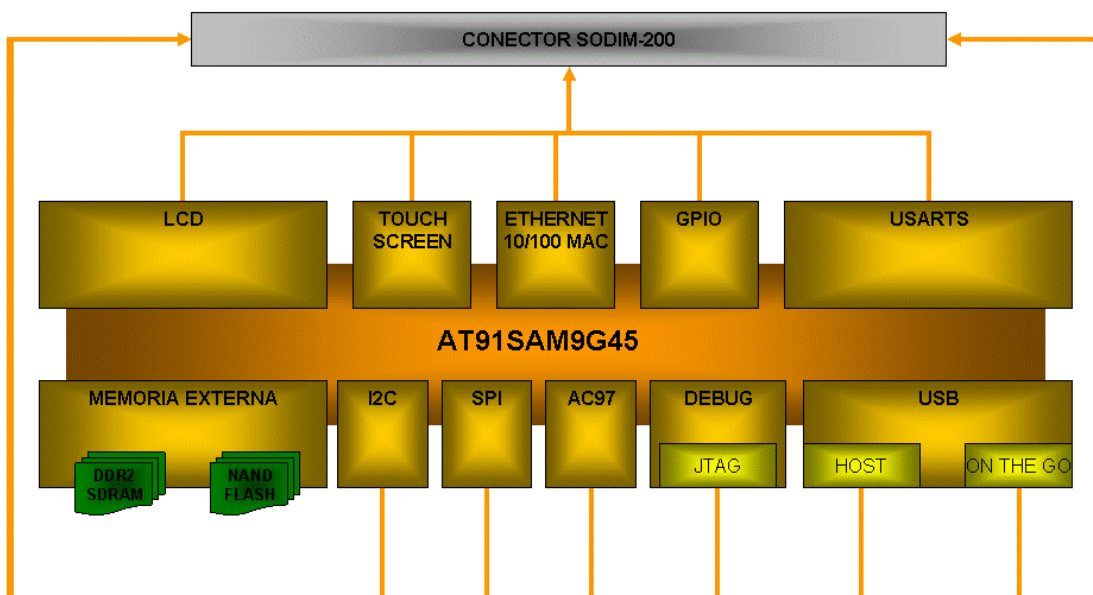 CONECTOR SODIM-200
LCD
TOUCH
SCREEN
ETHERNET
10/100 MAC
GPIO
USARTS
AT91SAM9G45
MEMORIA EXTERNA
DDR2
SDRAM
NAND
FLASH
I2C
SPI
AC97
DEBUG
JTAG
USB
HOST
ON THE GO